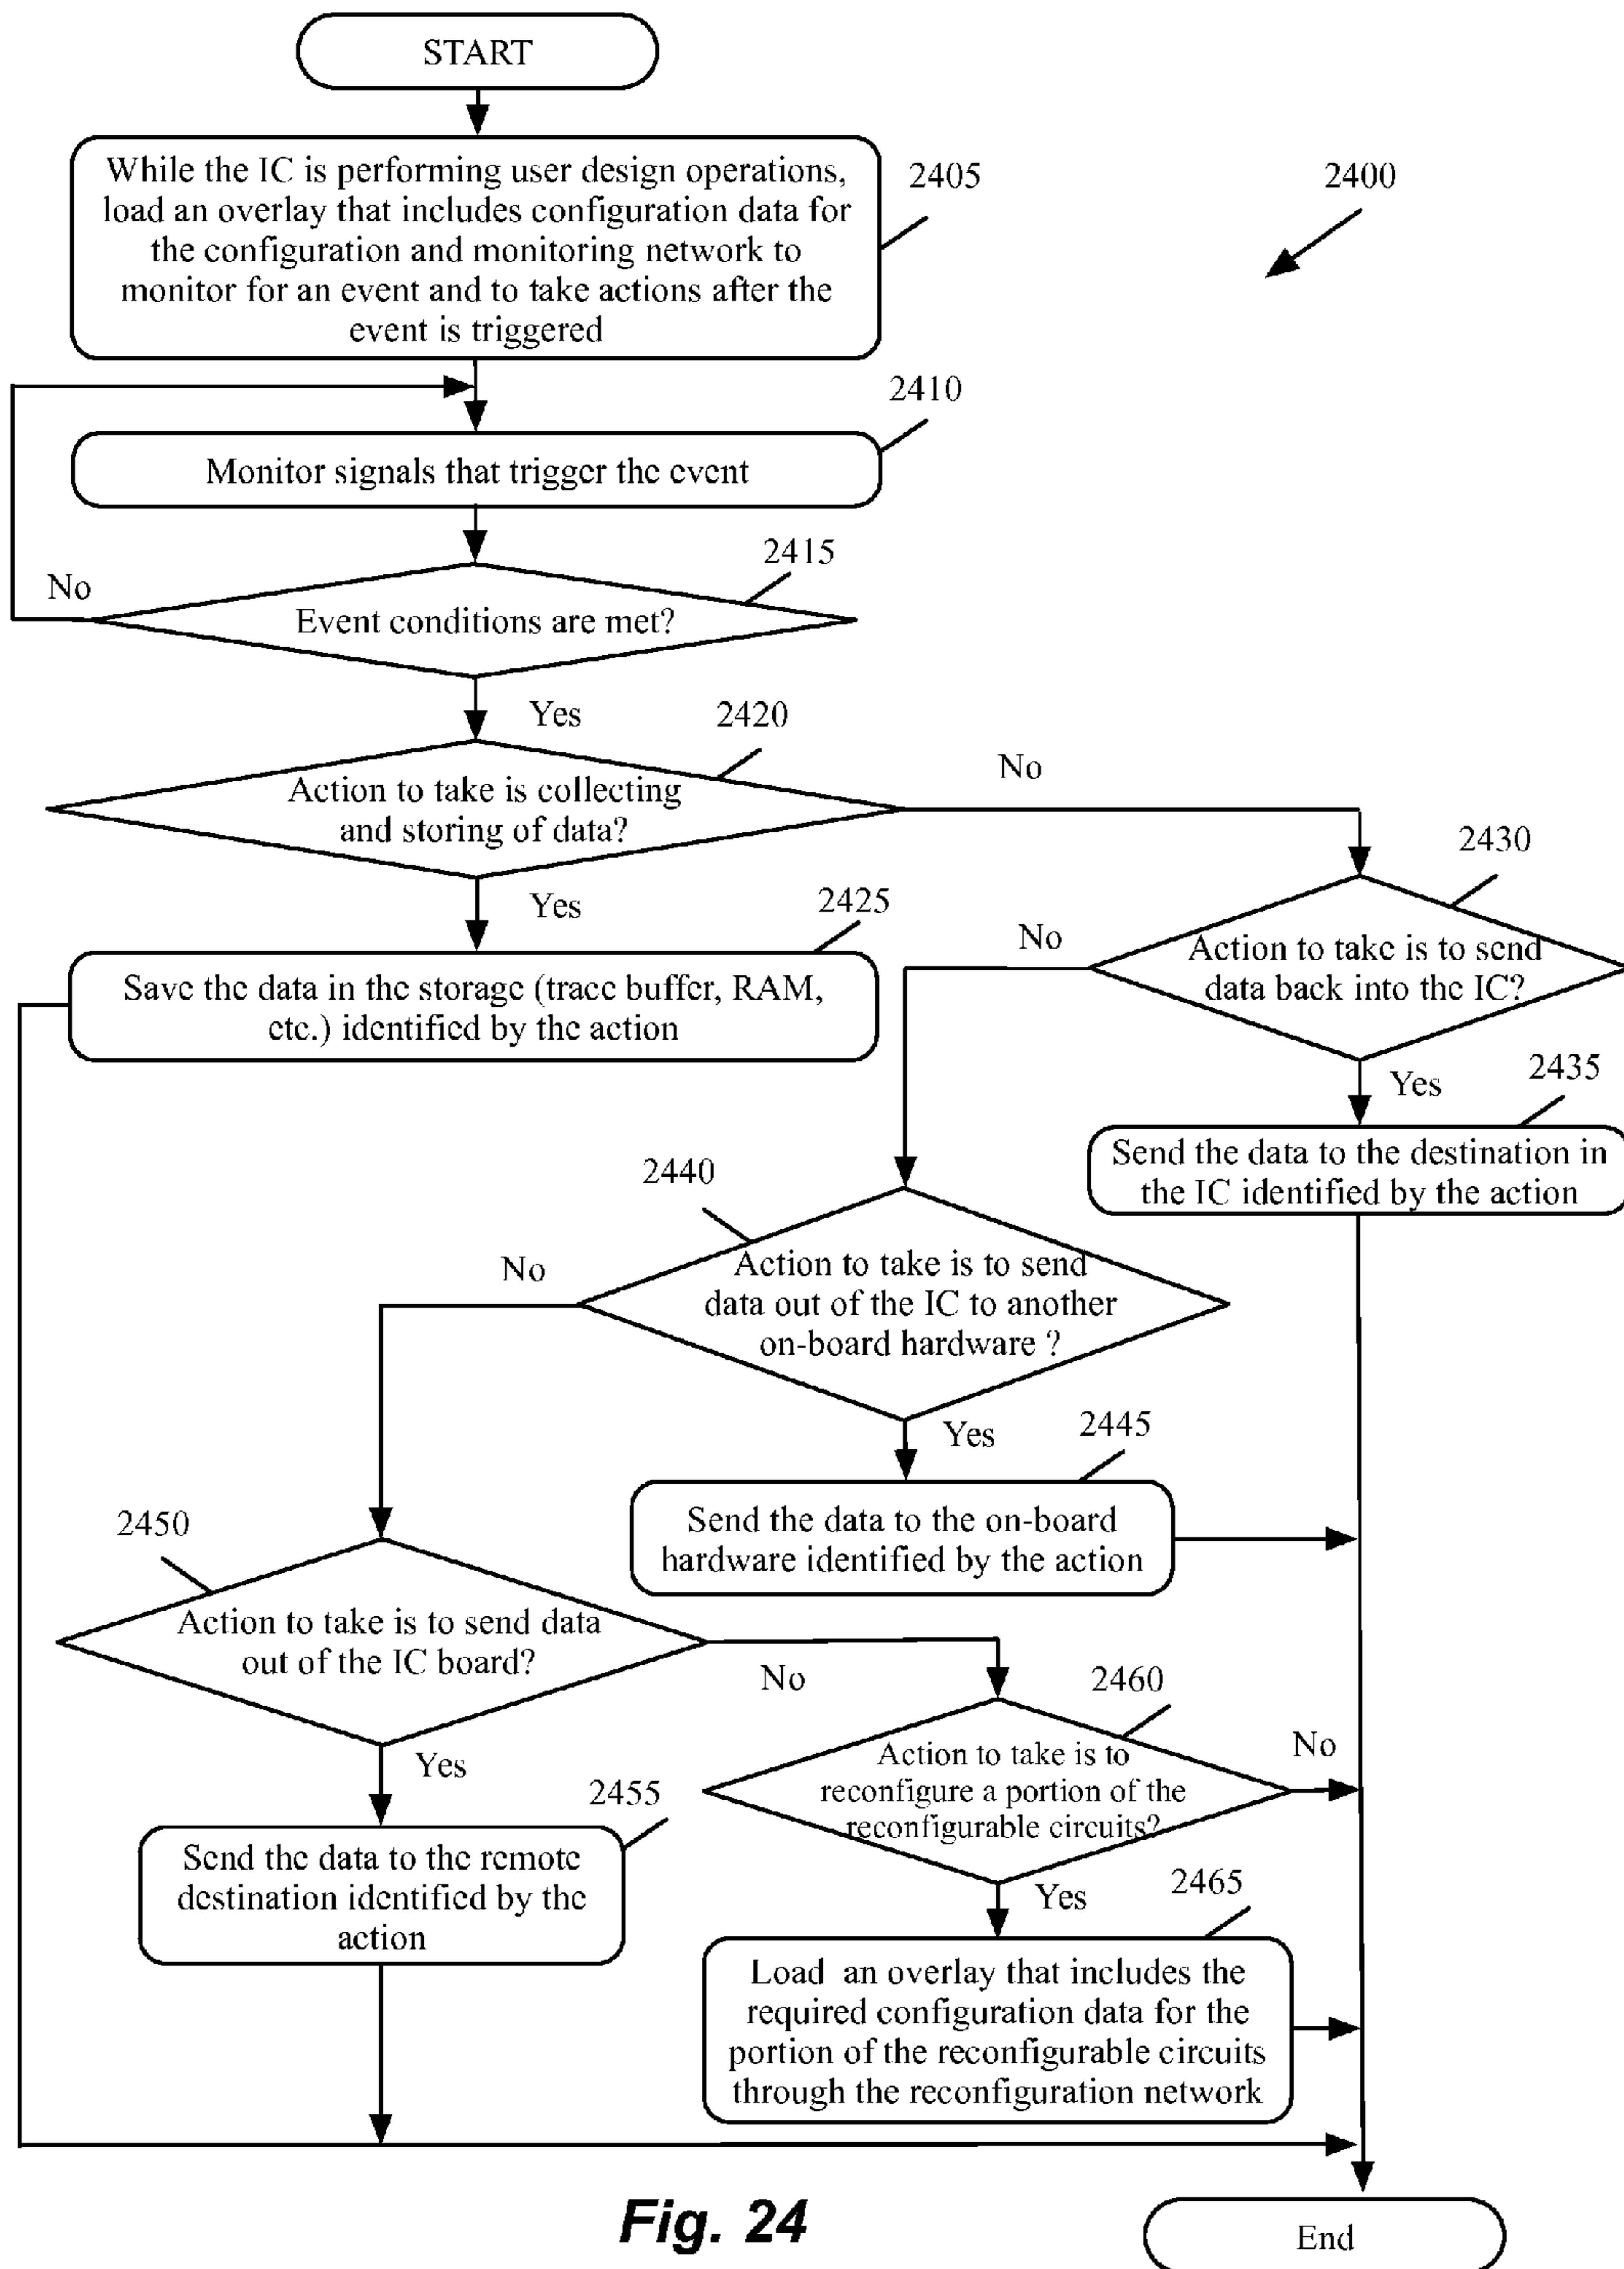 START
While the IC is performing user design operations,
load an overlay that includes configuration data for
the configuration and monitoring network to
monitor for an event and to take actions after the
event is triggered
2405
2400
2410
Monitor signals that trigger the event
2415
No
Event conditions are met?
Yes
2420
No
Action to take is collecting
and storing of data?
2430
Yes
2425
No
Action to take is to send
data back into the IC?
Save the data in the storage (trace buffer, RAM,
etc.) identified by the action
Yes
2435
Send the data to the destination in
the IC identified by the action
2440
No
Action to take is to send
data out of the IC to another
on-board hardware ?
Yes
2445
Send the data to the on-board
hardware identified by the action
2450
Action to take is to send data
out of the IC board?
No
2460
Action to take is to
reconfigure a portion of the
reconfigurable circuits?
No
Yes
2455
Send the data to the remote
destination identified by the
action
Yes
2465
Load an overlay that includes the
required configuration data for the
portion of the reconfigurable circuits
through the reconfiguration network
Fig. 24
End